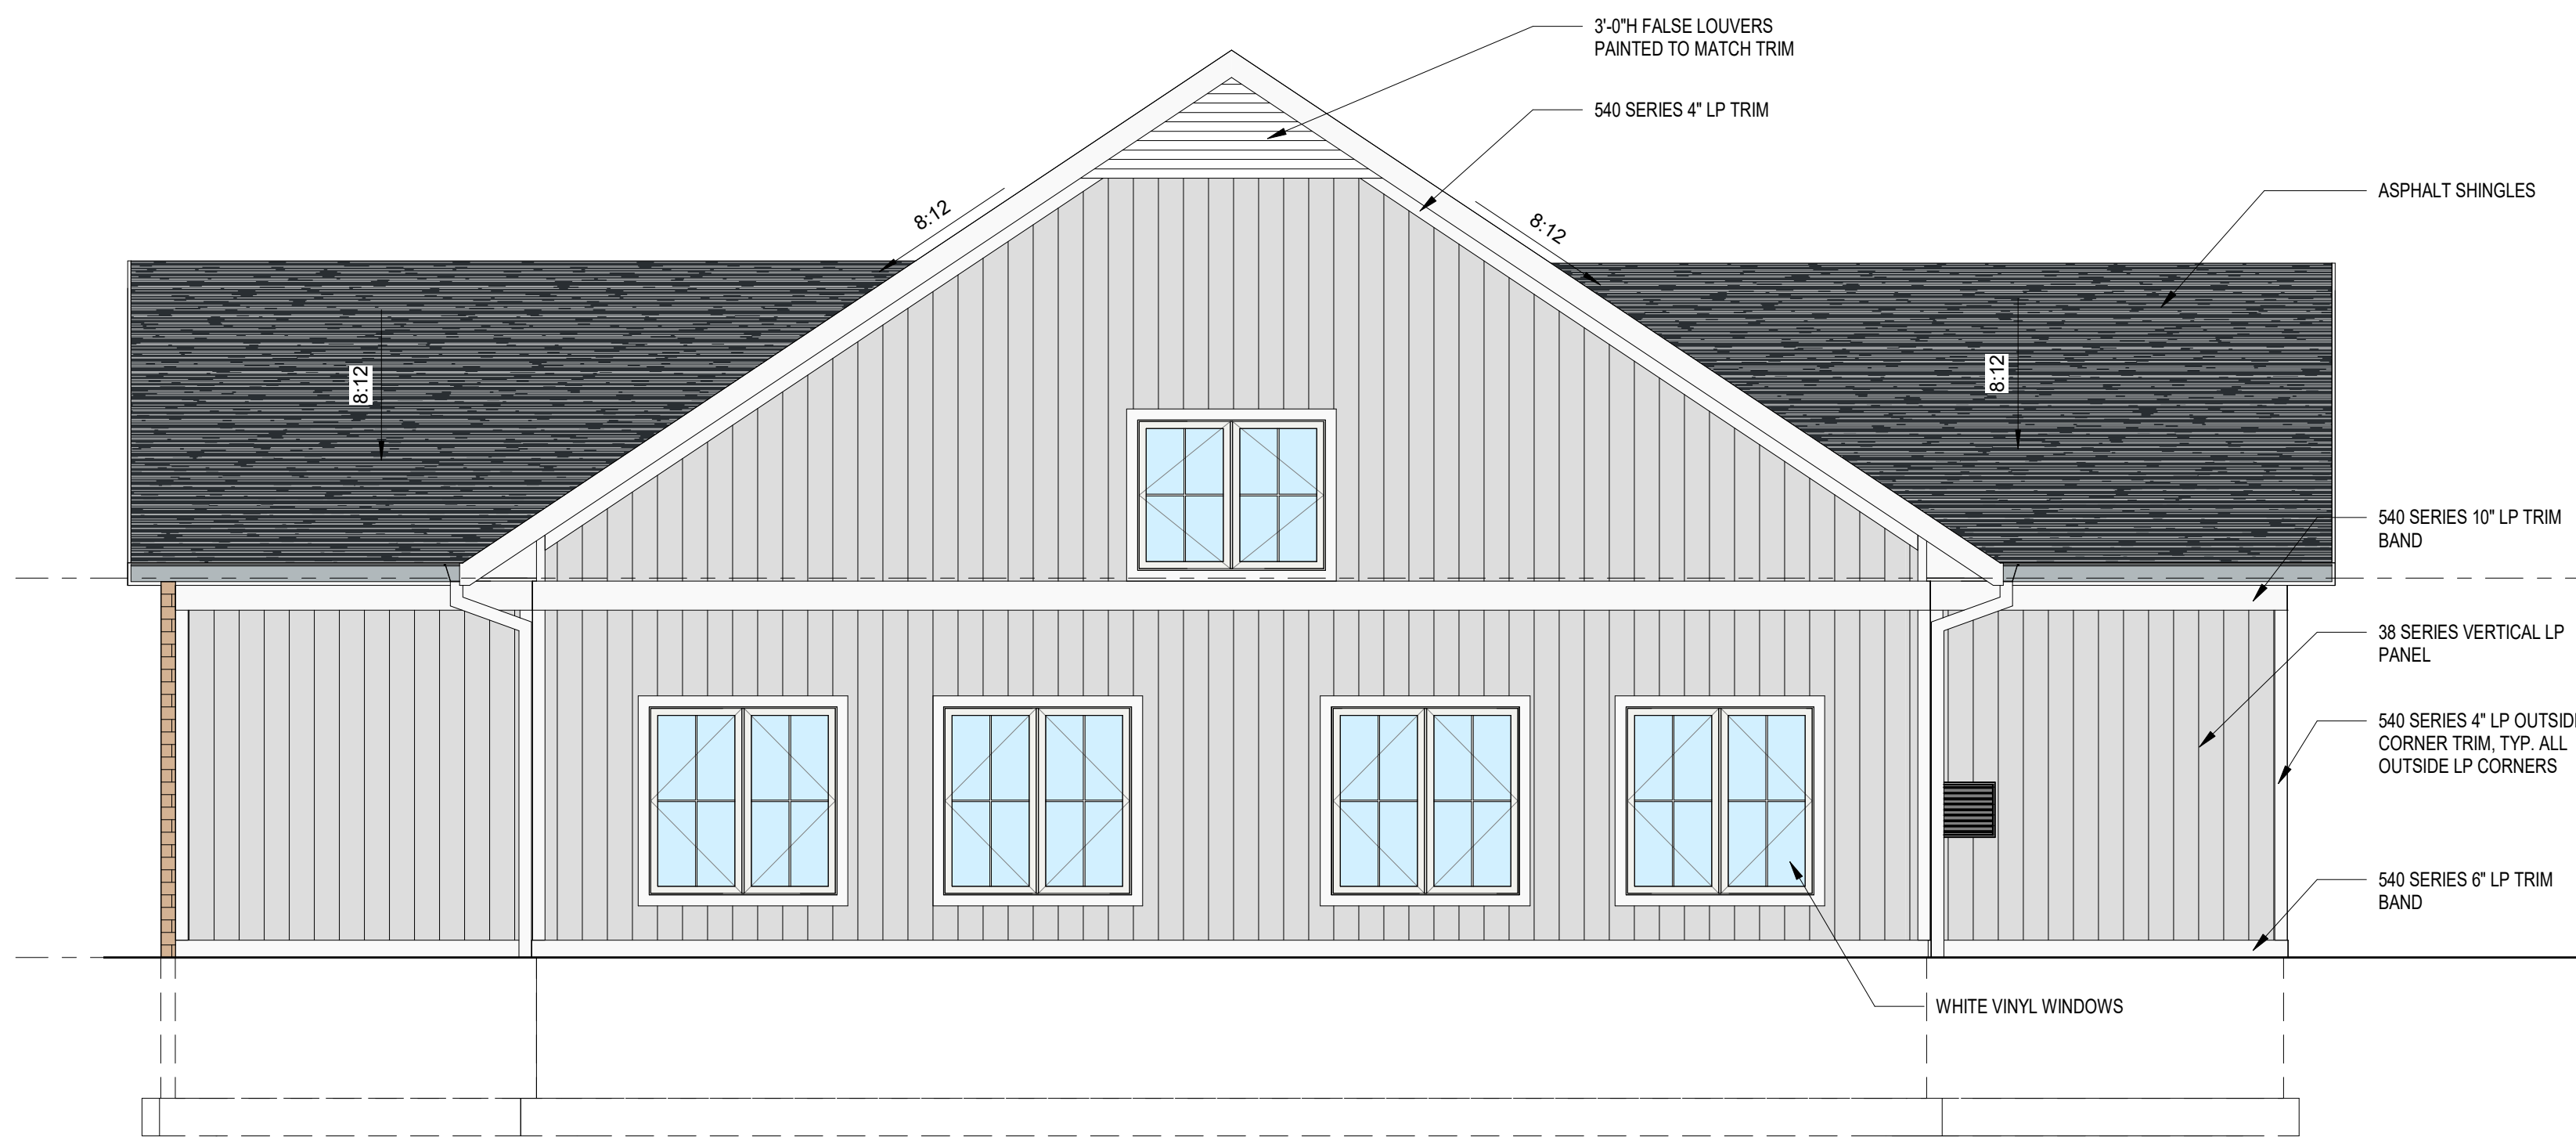 3'-0"H FALSE LOUVERS
PAINTED TO MATCH TRIM
540 SERIES 4" LP TRIM
ASPHALT SHINGLES
8:12
8:12
8:12
8:12
540 SERIES 10" LP TRIM
BAND
38 SERIES VERTICAL LP
PANEL
540 SERIES 4" LP OUTSID
CORNER TRIM, TYP. ALL
OUTSIDE LP CORNERS
540 SERIES 6" LP TRIM
BAND
WHITE VINYL WINDOWS